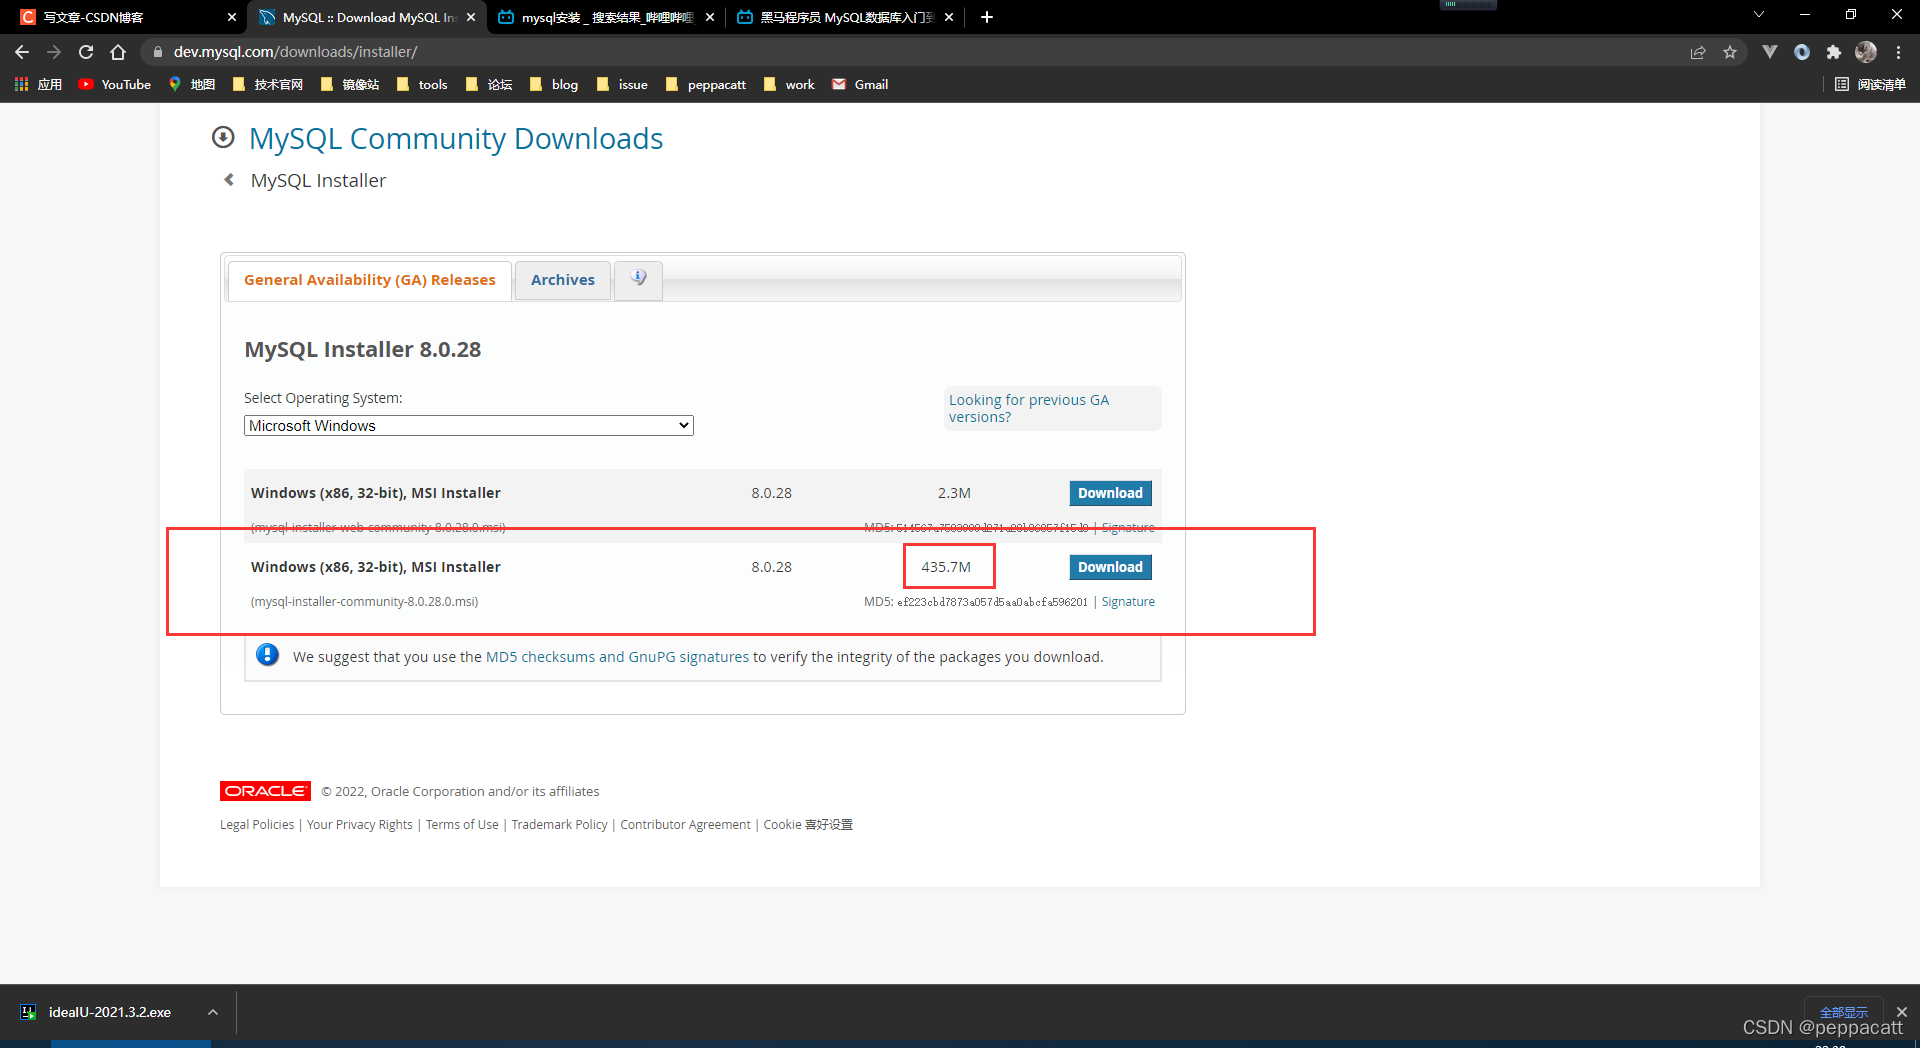 写文章-CSDN博客
MySQL :: Download MySQL In
mysql安装 _ 搜索结果_哔哩哔哩
黑马程序员 MySQL数据库入门到
dev.mysql.com/downloads/installer/
应用
YouTube
地图
技术官网
镜像站
tools
论坛
blog
issue
peppacatt
work
Gmail
阅读清单
MySQL Community Downloads
MySQL Installer
General Availability (GA) Releases
Archives
MySQL Installer 8.0.28
Select Operating System:
Microsoft Windows
Looking for previous GA
versions?
Windows (x86, 32-bit), MSI Installer 8.0.28 2.3M Download
(mysql-installer-web-community-8.0.28.0.msi) MD5: | Signature
Windows (x86, 32-bit), MSI Installer 8.0.28 435.7M Download
(mysql-installer-community-8.0.28.0.msi) MD5: ef223cbd7873a057d5aa0abcfa596201 | Signature
We suggest that you use the MD5 checksums and GnuPG signatures to verify the integrity of the packages you download.
ORACLE © 2022, Oracle Corporation and/or its affiliates
Legal Policies | Your Privacy Rights | Terms of Use | Trademark Policy | Contributor Agreement | Cookie 喜好设置
ideaIU-2021.3.2.exe
全部显示
CSDN @peppacatt